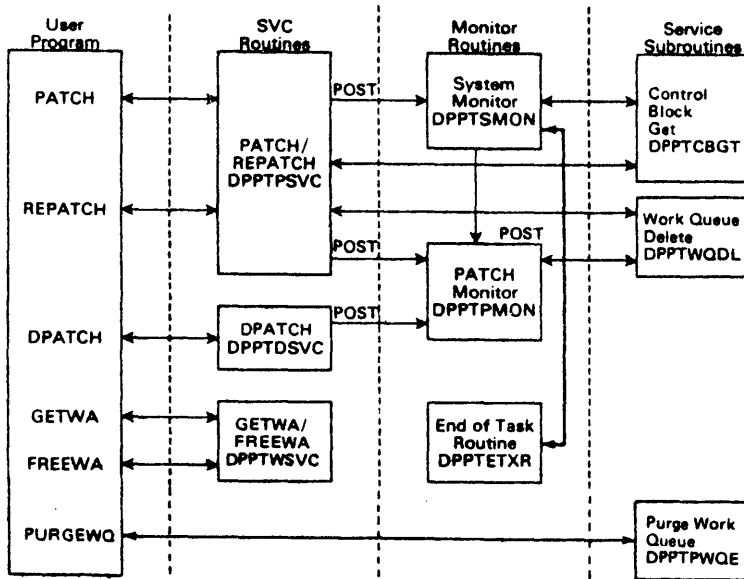 User
Program
SVC
Routines
Monitor
Routines
Service
Subroutines
PATCH
REPATCH
DPATCH
GETWA
FREEWA
PURGEWQ
PATCH/
REPATCH
DPPTPSVC
DPATCH
DPPTDSVC
GETWA/
FREEWA
DPPTWSVC
POST
POST
POST
System
Monitor
DPPTSMON
POST
PATCH
Monitor
DPPTPMON
End of Task
Routine
DPPTETXR
Control
Block
Get
DPPTCBGT
Work Queue
Delete
DPPTWQDL
Purge Work
Queue
DPPTPWQE